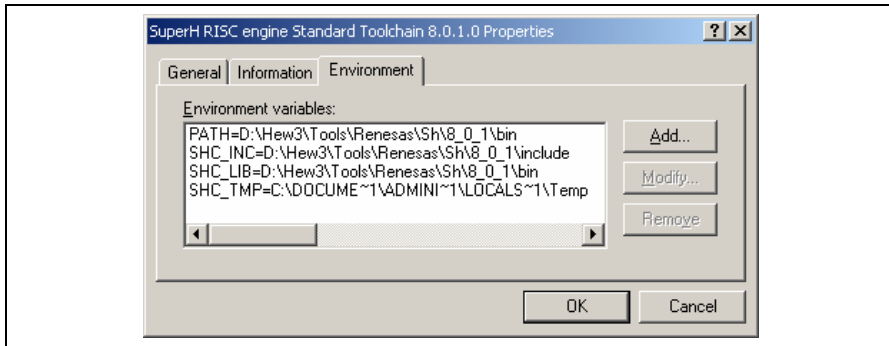 SuperH RISC engine Standard Toolchain 8.0.1.0 Properties
General Information Environment
Environment variables:
PATH=D:\Hew3\Tools\Renesas\Sh\8_0_1\bin
SHC_INC=D:\Hew3\Tools\Renesas\Sh\8_0_1\include
SHC_LIB=D:\Hew3\Tools\Renesas\Sh\8_0_1\bin
SHC_TMP=C:\DOCUME~1\ADMINI~1\LOCALS~1\Temp
Add...
Modify...
Remove
OK Cancel